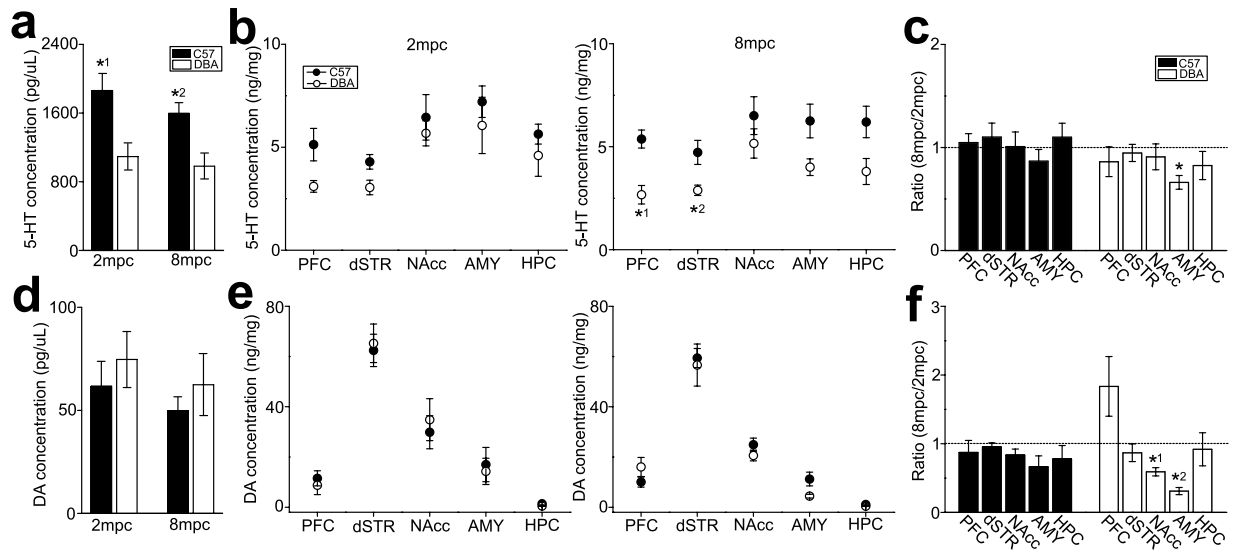 a
5-HT concentration (pg/uL)
2400
1600
800
0
*1
*2
C57
DBA
2mpc 8mpc
b
5-HT concentration (ng/mg)
10
5
0
2mpc
C57
DBA
PFC dSTR NAcc AMY HPC
5-HT concentration (ng/mg)
10
5
0
8mpc
*1
*2
PFC dSTR NAcc AMY HPC
c
Ratio (8mpc/2mpc)
2
1
0
C57
DBA
*
PFC dSTR NAcc AMY HPC PFC dSTR NAcc AMY HPC
d
DA concentration (pg/uL)
100
50
0
2mpc 8mpc
e
DA concentration (ng/mg)
80
40
0
PFC dSTR NAcc AMY HPC
DA concentration (ng/mg)
80
40
0
PFC dSTR NAcc AMY HPC
f
Ratio (8mpc/2mpc)
3
2
1
0
*1
*2
PFC dSTR NAcc AMY HPC PFC dSTR NAcc AMY HPC